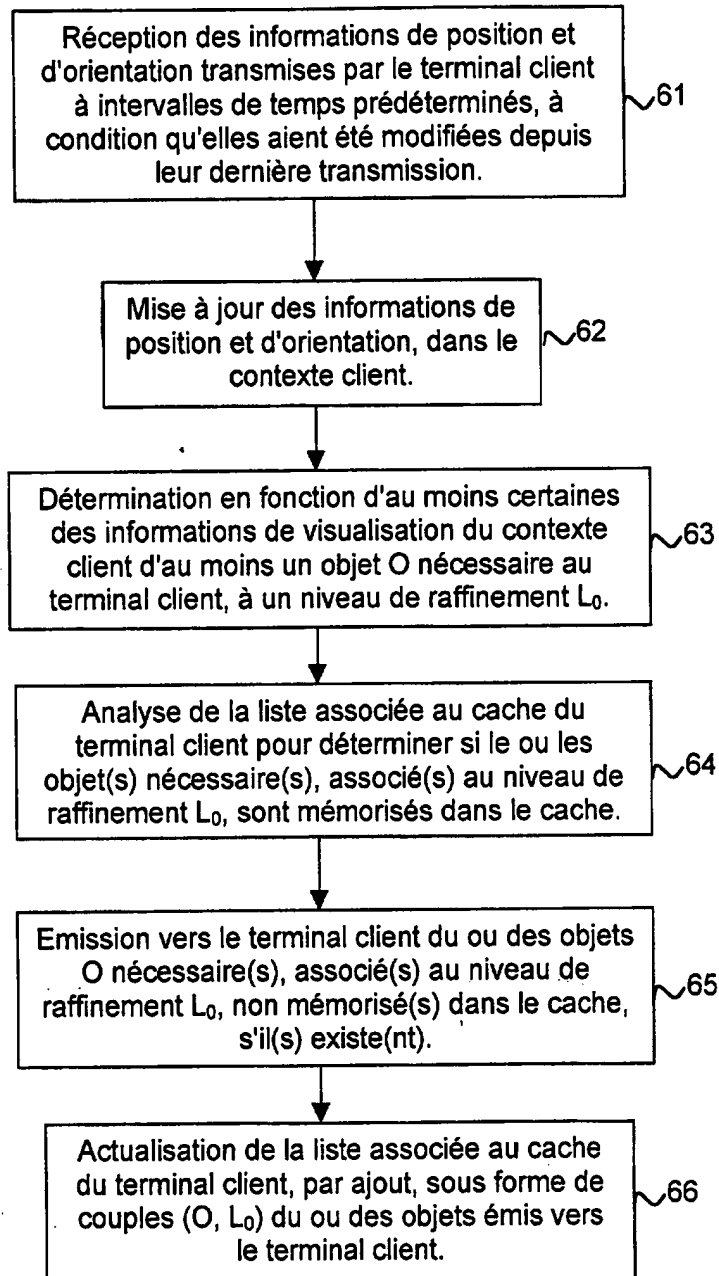 Réception des informations de position et
d'orientation transmises par le terminal client
à intervalles de temps prédéterminés, à
condition qu'elles aient été modifiées depuis
leur dernière transmission.
61
Mise à jour des informations de
position et d'orientation, dans le
contexte client.
62
Détermination en fonction d'au moins certaines
des informations de visualisation du contexte
client d'au moins un objet O nécessaire au
terminal client, à un niveau de raffinement L₀.
63
Analyse de la liste associée au cache du
terminal client pour déterminer si le ou les
objet(s) nécessaire(s), associé(s) au niveau de
raffinement L₀, sont mémorisés dans le cache.
64
Emission vers le terminal client du ou des objets
O nécessaire(s), associé(s) au niveau de
raffinement L₀, non mémorisé(s) dans le cache,
s'il(s) existe(nt).
65
Actualisation de la liste associée au cache
du terminal client, par ajout, sous forme de
couples (O, L₀) du ou des objets émis vers
le terminal client.
66